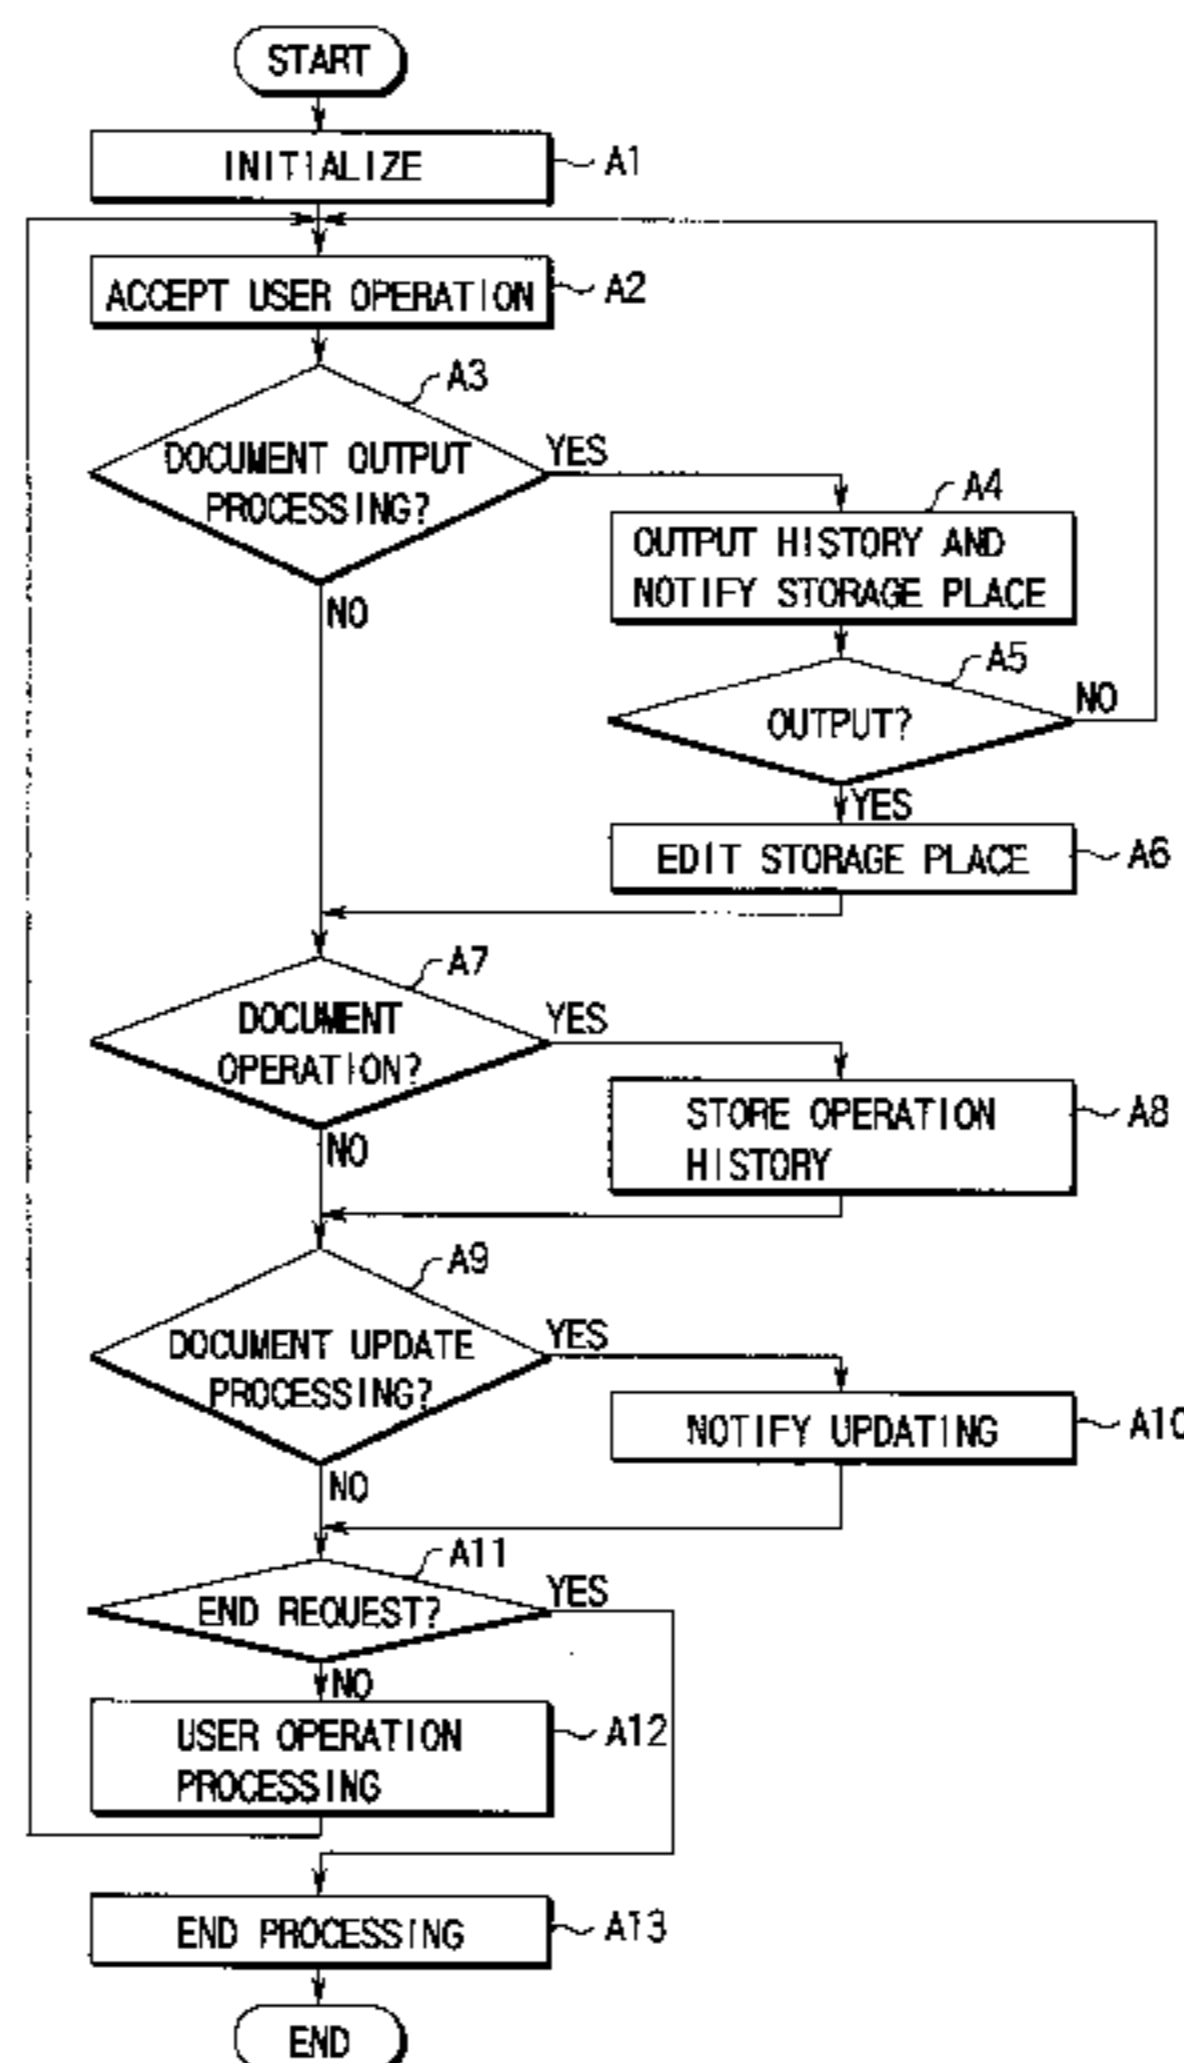 START
INITIALIZE
A1
ACCEPT USER OPERATION
A2
A3
DOCUMENT OUTPUT
PROCESSING?
YES
NO
A4
OUTPUT HISTORY AND
NOTIFY STORAGE PLACE
A5
OUTPUT?
NO
YES
EDIT STORAGE PLACE
A6
A7
DOCUMENT
OPERATION?
YES
NO
STORE OPERATION
HISTORY
A8
A9
DOCUMENT UPDATE
PROCESSING?
YES
NO
NOTIFY UPDATING
A10
A11
END REQUEST?
YES
NO
USER OPERATION
PROCESSING
A12
END PROCESSING
A13
END